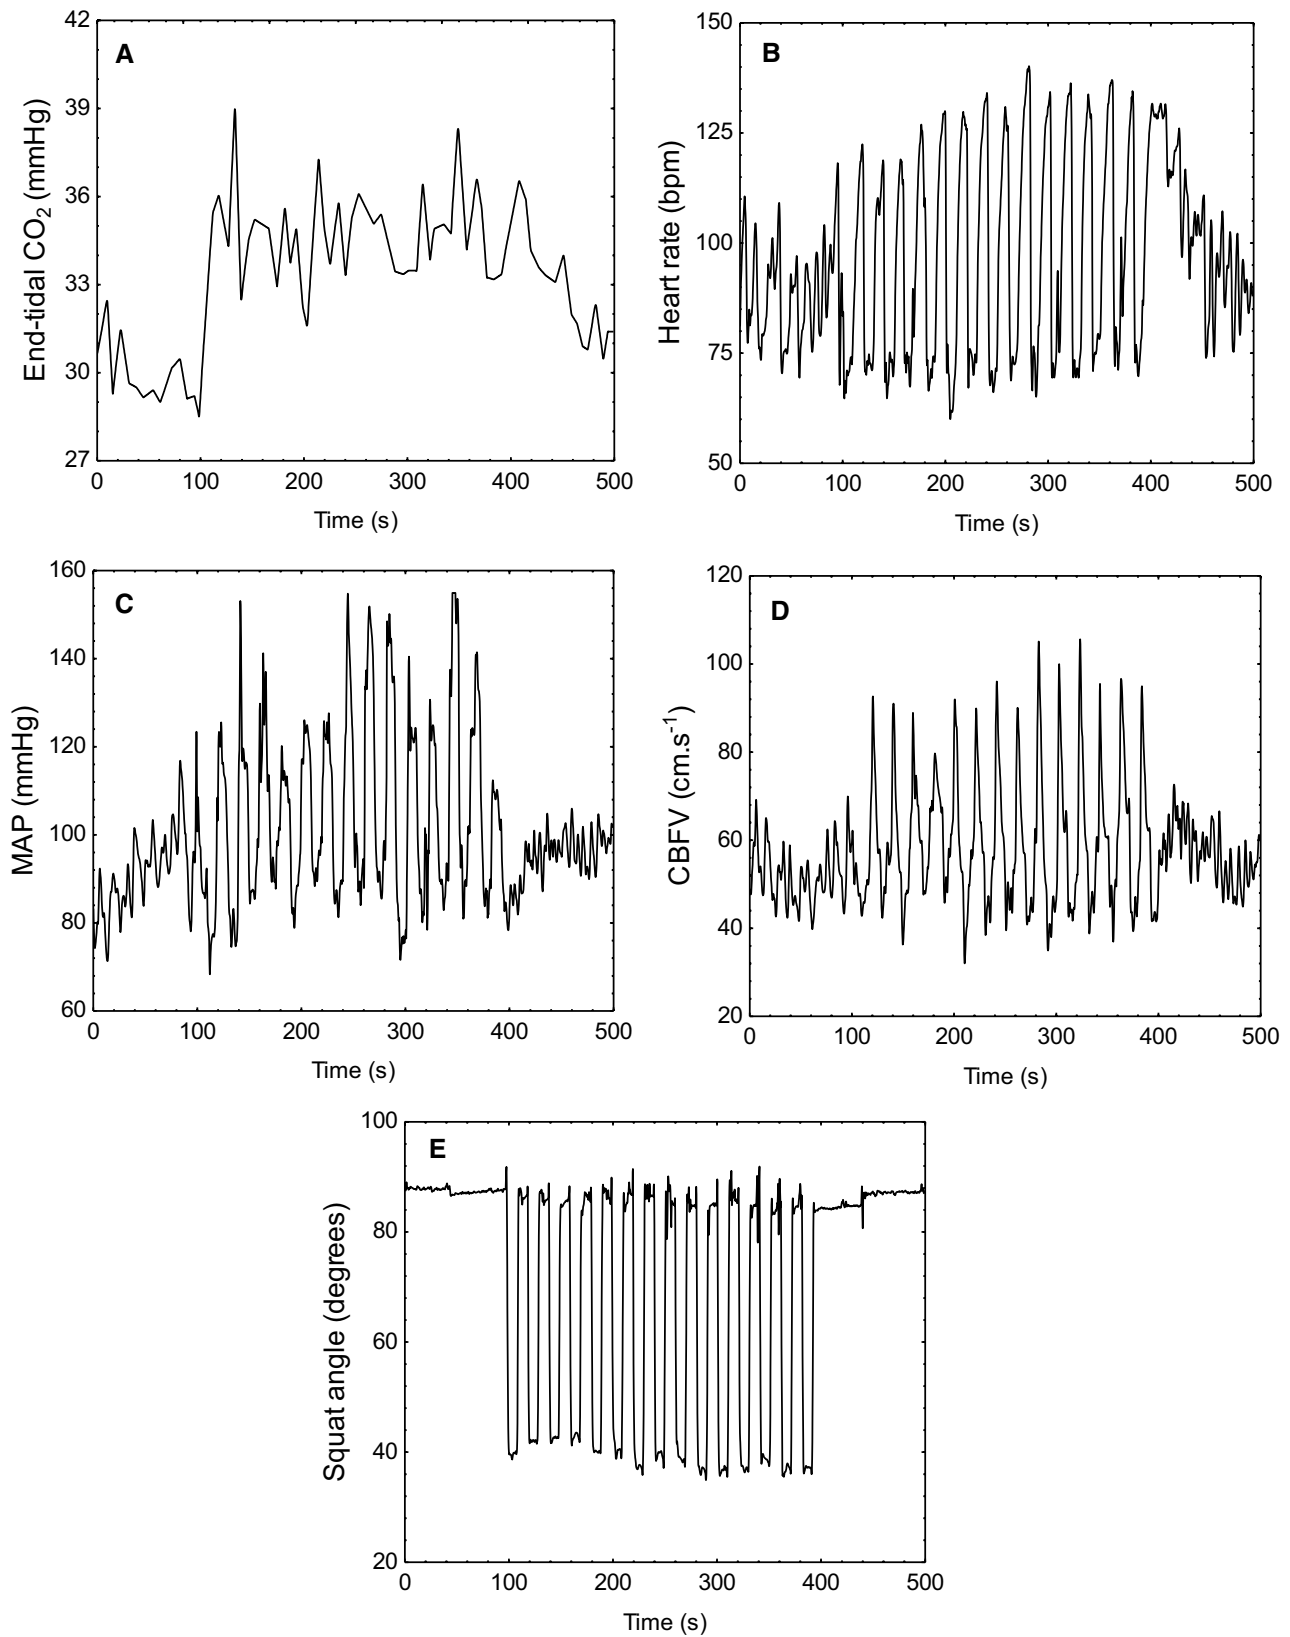 A
End-tidal CO2 (mmHg)
42
39
36
33
30
27
0 100 200 300 400 500
Time (s)
B
Heart rate (bpm)
150
125
100
75
50
0 100 200 300 400 500
Time (s)
C
MAP (mmHg)
160
140
120
100
80
60
0 100 200 300 400 500
Time (s)
D
CBFV (cm.s-1)
120
100
80
60
40
20
0 100 200 300 400 500
Time (s)
E
Squat angle (degrees)
100
80
60
40
20
0 100 200 300 400 500
Time (s)